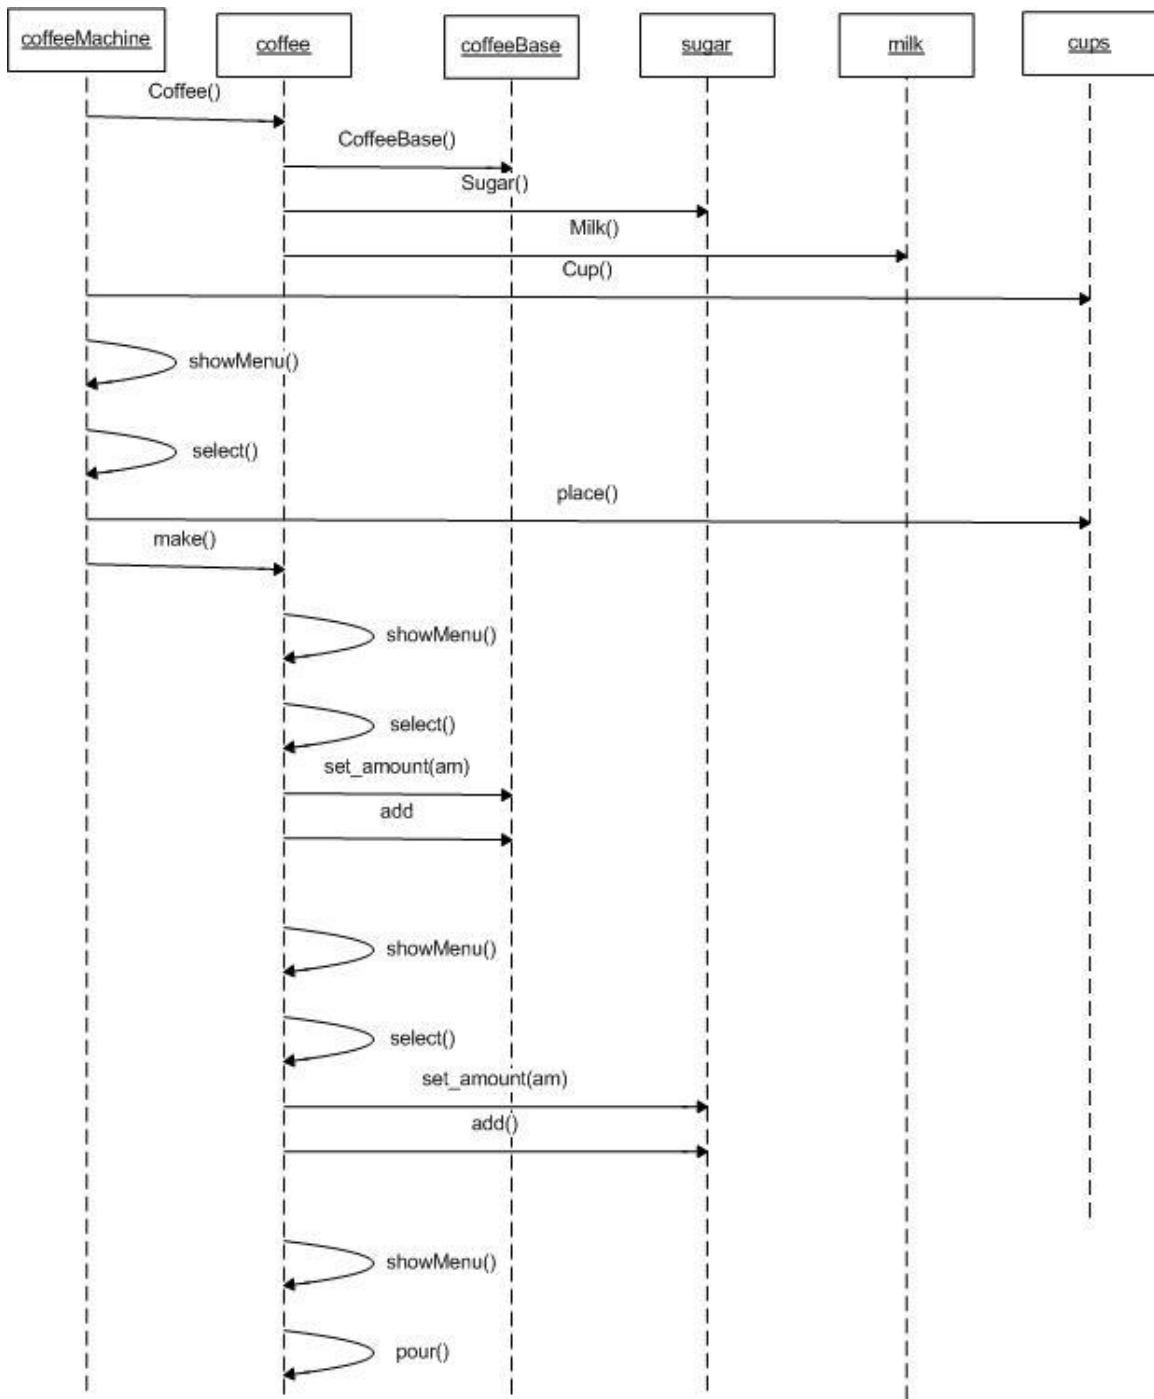 coffeeMachine
coffee
coffeeBase
sugar
milk
cups
Coffee()
CoffeeBase()
Sugar()
Milk()
Cup()
showMenu()
select()
place()
make()
showMenu()
select()
set_amount(am)
add
showMenu()
select()
set_amount(am)
add()
showMenu()
pour()